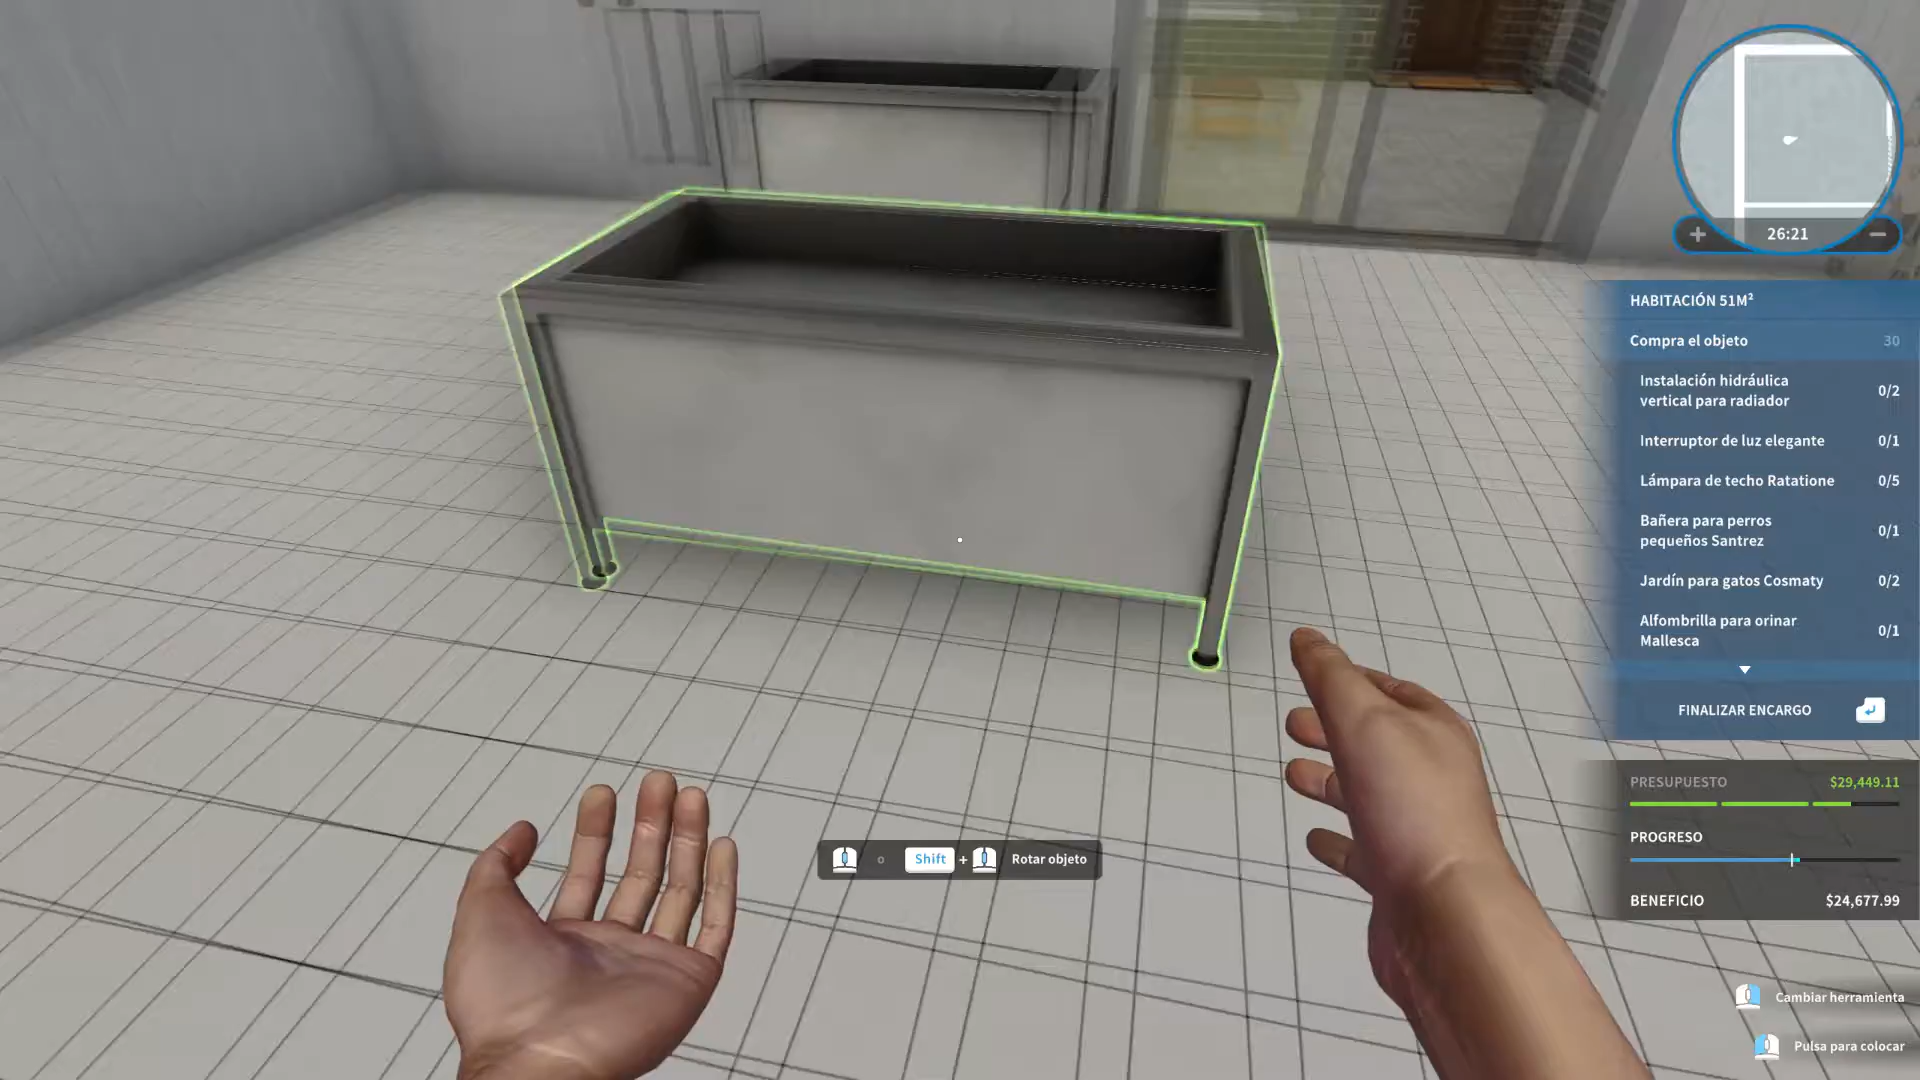 26:21
HABITACIÓN 51M²
Compra el objeto 30
Instalación hidráulica
vertical para radiador 0/2
Interruptor de luz elegante 0/1
Lámpara de techo Ratatione 0/5
Bañera para perros
pequeños Santrez 0/1
Jardín para gatos Cosmaty 0/2
Alfombrilla para orinar
Mallesca 0/1
FINALIZAR ENCARGO
PRESUPUESTO $29,449.11
PROGRESO
BENEFICIO $24,677.99
o Shift + Rotar objeto
Cambiar herramienta
Pulsa para colocar